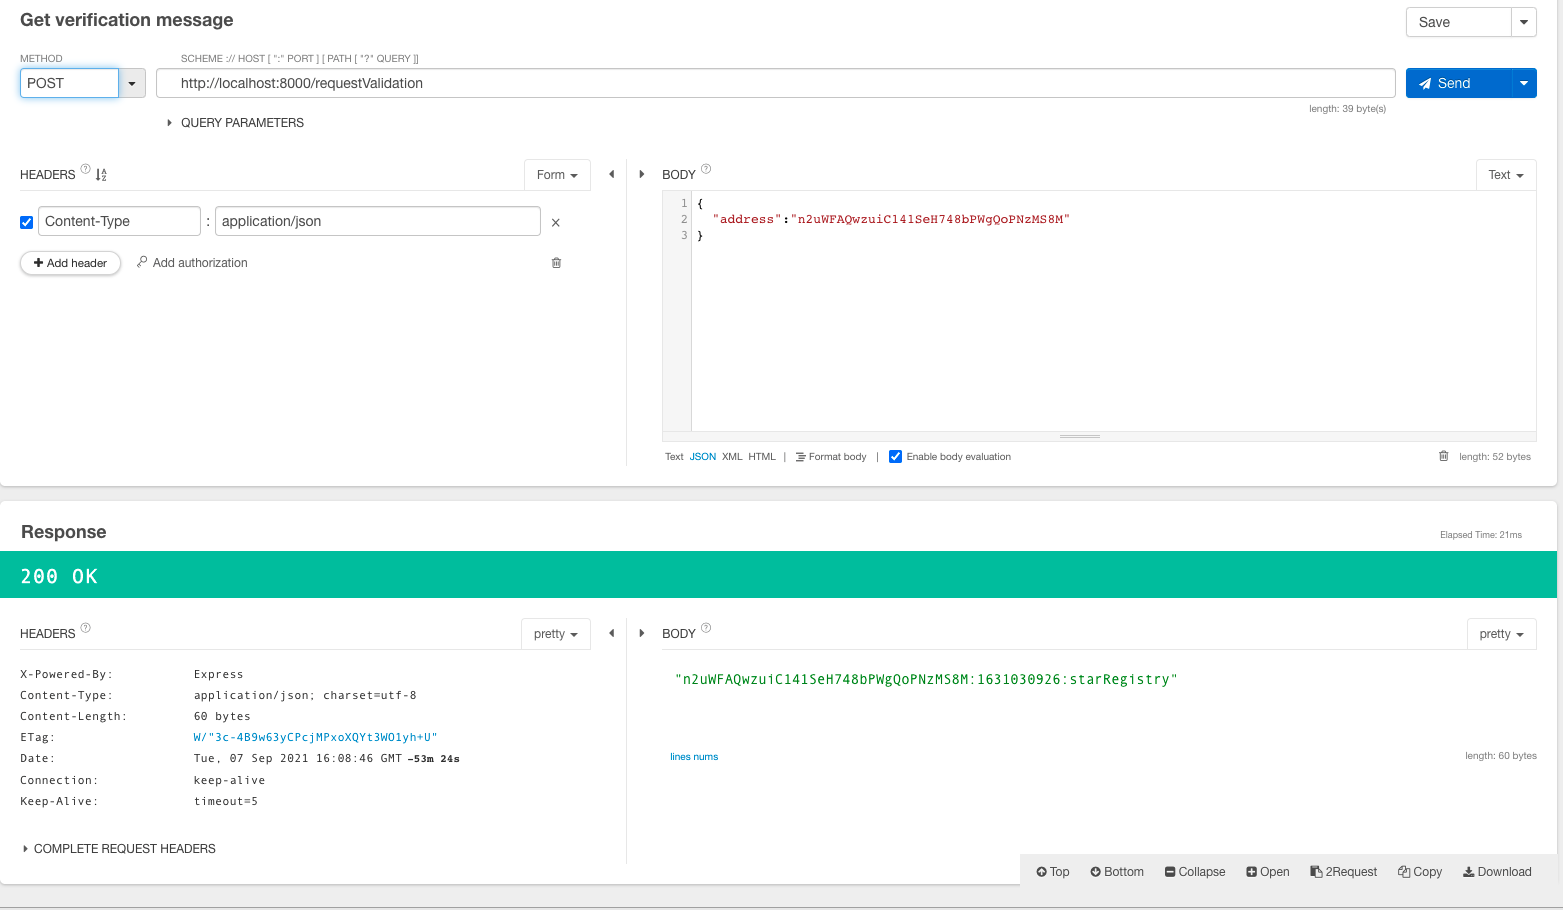 Get verification message
Save
METHOD
SCHEME :// HOST [ ":" PORT ] [ PATH [ "?" QUERY ]]
POST
http://localhost:8000/requestValidation
Send
length: 39 byte(s)
QUERY PARAMETERS
HEADERS ?
Form
BODY ?
Text
Content-Type : application/json
Add header
Add authorization
1 {
2 "address":"n2uWFAQwzuiC141SeH748bPWgQoPNzMS8M"
3 }
Text JSON XML HTML | Format body | Enable body evaluation
length: 52 bytes
Response
Elapsed Time: 21ms
200 OK
HEADERS ?
pretty
BODY ?
pretty
X-Powered-By: Express
Content-Type: application/json; charset=utf-8
Content-Length: 60 bytes
ETag: W/"3c-4B9w63yCPcjMPxoXQYt3WO1yh+U"
Date: Tue, 07 Sep 2021 16:08:46 GMT -53m 24s
Connection: keep-alive
Keep-Alive: timeout=5
COMPLETE REQUEST HEADERS
"n2uWFAQwzuiC141SeH748bPWgQoPNzMS8M:1631030926:starRegistry"
lines nums
length: 60 bytes
Top Bottom Collapse Open 2Request Copy Download